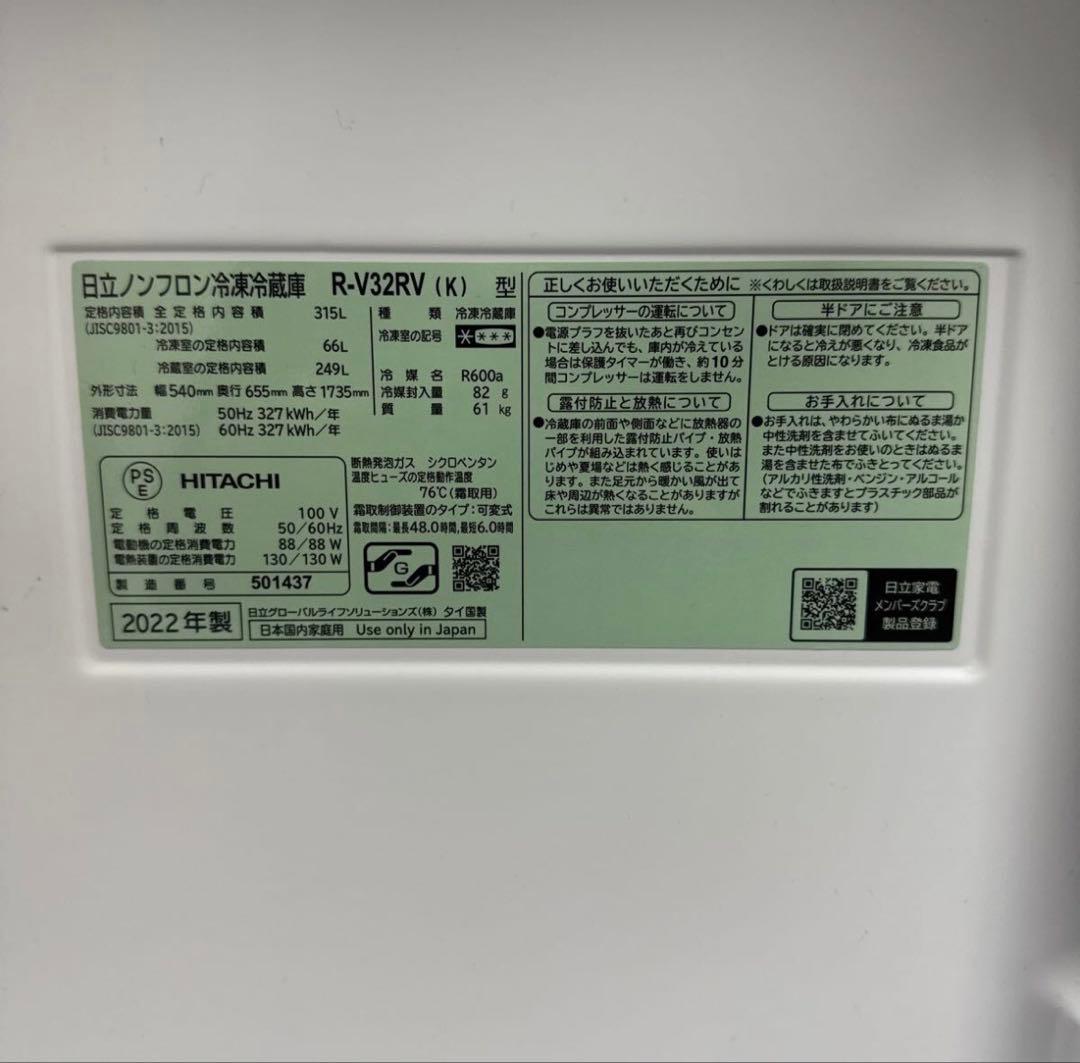 日立ノンフロン冷凍冷蔵庫 R-V32RV (K) 型
定格内容積 全定格内容積 315L
(JISC9801-3:2015)
冷凍室の定格内容積 66L
冷蔵室の定格内容積 249L
外形寸法 幅540mm 奥行655mm 高さ1735mm
消費電力量 50Hz 327kWh/年
(JISC9801-3:2015) 60Hz 327kWh/年
種類 冷凍冷蔵庫
冷凍室の記号 ****
冷媒名 R600a
冷媒封入量 82 g
質量 61 kg
PS
E
HITACHI
定格電圧 100V
定格周波数 50/60Hz
電動機の定格消費電力 88/88W
電熱装置の定格消費電力 130/130W
製造番号 501437
断熱発泡ガス シクロペンタン
温度ヒューズの定格動作温度
76℃(霜取用)
霜取制御装置のタイプ:可変式
霜取間隔:最長48.0時間,最短6.0時間
G
2022年製
日立グローバルライフソリューションズ(株) タイ国製
日本国内家庭用 Use only in Japan
正しくお使いいただくために ※くわしくは取扱説明書をご覧ください。
コンプレッサーの運転について
●電源プラフを抜いたあと再びコンセン
トに差し込んでも、庫内が冷えている
場合は保護タイマーが働き、約10分
間コンプレッサーは運転をしません。
露付防止と放熱について
●冷蔵庫の前面や側面などに放熱器の
一部を利用した露付防止パイプ・放熱
パイプが組み込まれています。使いは
じめや夏場などは熱く感じることがあ
ります。また足元から暖かい風が出て
床や周辺が熱くなることがありますが
これらは異常ではありません。
半ドアにご注意
●ドアは確実に閉めてください。半ドア
になると冷えが悪くなり、冷凍食品が
とける原因になります。
お手入れについて
●お手入れは、やわらかい布にぬるま湯か
中性洗剤を含ませてふいてください。
また中性洗剤をお使いのときはぬるま
湯を含ませた布でふきとってください。
(アルカリ性洗剤・ベンジン・アルコール
などでふきますとプラスチック部品が
割れることがあります)
日立家電
メンバーズクラブ
製品登録